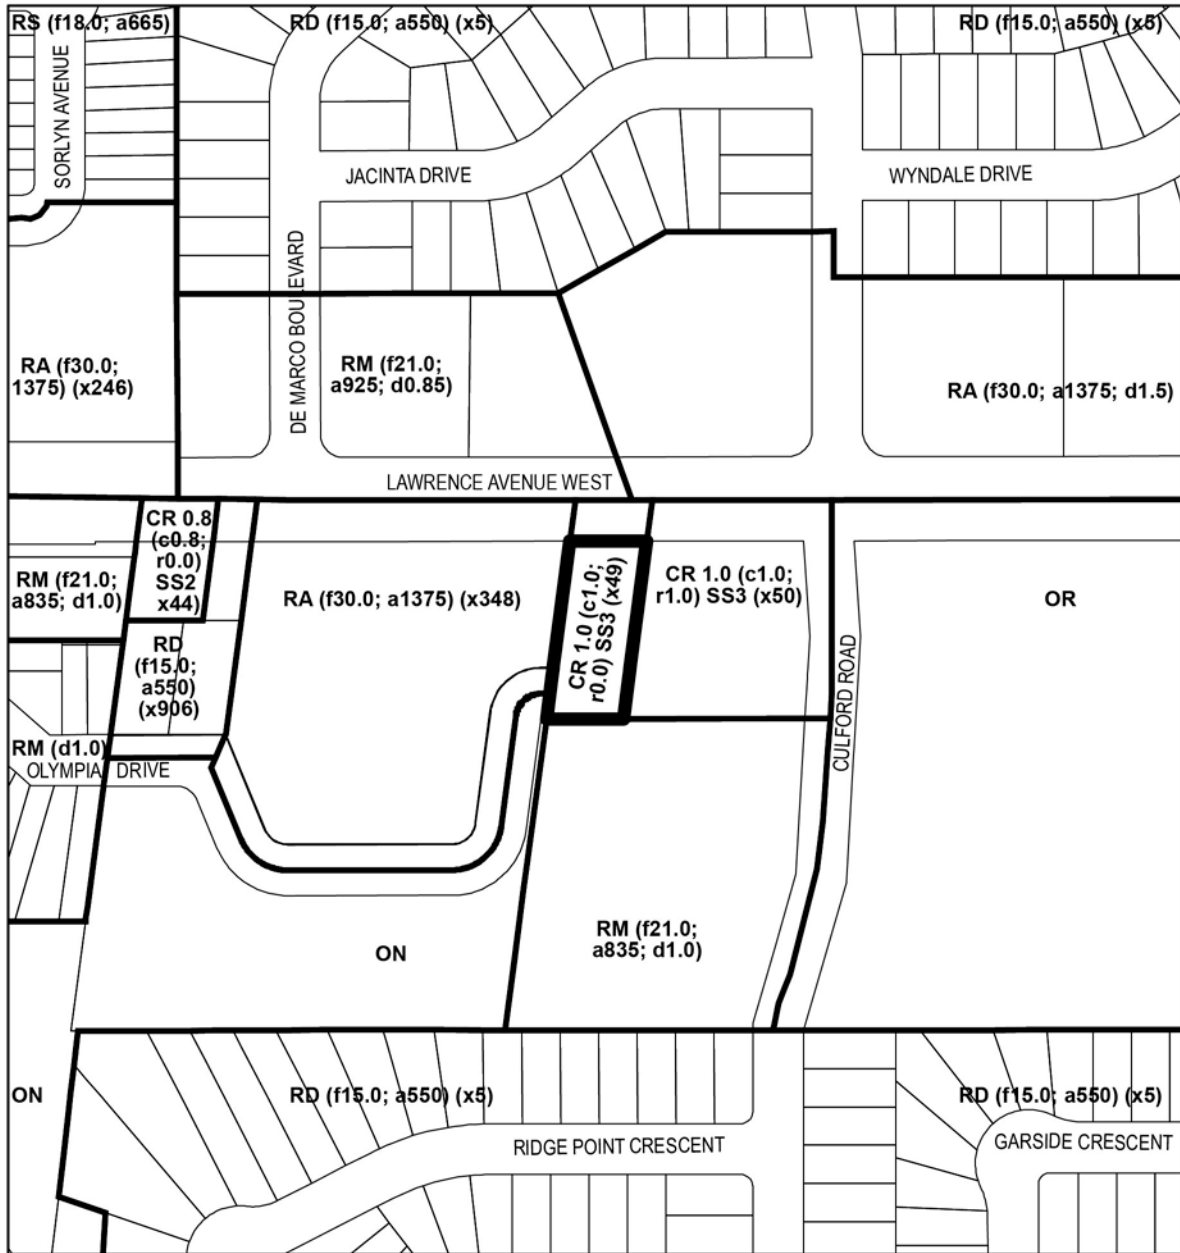 RS (f18.0; a665)
RD (f15.0; a550) (x5)
RD (f15.0; a550) (x5)
SORLYN AVENUE
JACINTA DRIVE
WYNDALE DRIVE
DE MARCO BOULEVARD
RA (f30.0;
1375) (x246)
RM (f21.0;
a925; d0.85)
RA (f30.0; a1375; d1.5)
LAWRENCE AVENUE WEST
CR 0.8
(c0.8;
r0.0)
SS2
x44)
RM (f21.0;
a835; d1.0)
RA (f30.0; a1375) (x348)
CR 1.0 (c1.0;
r0.0) SS3 (x49)
CR 1.0 (c1.0;
r1.0) SS3 (x50)
OR
RD
(f15.0;
a550)
(x906)
CULFORD ROAD
RM (d1.0)
OLYMPIA DRIVE
ON
RM (f21.0;
a835; d1.0)
ON
RD (f15.0; a550) (x5)
RD (f15.0; a550) (x5)
RIDGE POINT CRESCENT
GARSIDE CRESCENT